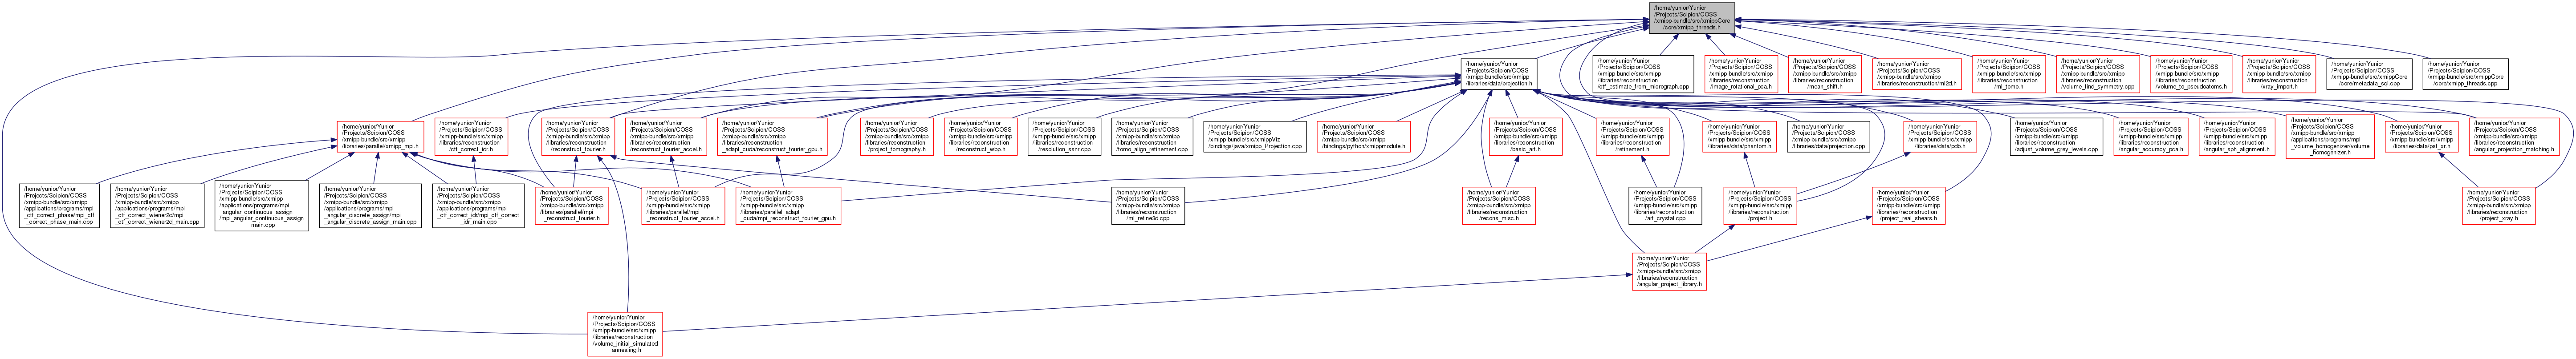 /home/yunior/Yunior
/Projects/Scipion/COSS
/xmipp-bundle/src/xmippCore
/core/xmipp_threads.h
/home/yunior/Yunior
/Projects/Scipion/COSS
/xmipp-bundle/src/xmipp
/libraries/data/projection.h
/home/yunior/Yunior
/Projects/Scipion/COSS
/xmipp-bundle/src/xmipp
/libraries/reconstruction
/ctf_estimate_from_micrograph.cpp
/home/yunior/Yunior
/Projects/Scipion/COSS
/xmipp-bundle/src/xmipp
/libraries/reconstruction
/image_rotational_pca.h
/home/yunior/Yunior
/Projects/Scipion/COSS
/xmipp-bundle/src/xmipp
/libraries/reconstruction
/mean_shift.h
/home/yunior/Yunior
/Projects/Scipion/COSS
/xmipp-bundle/src/xmipp
/libraries/reconstruction/ml2d.h
/home/yunior/Yunior
/Projects/Scipion/COSS
/xmipp-bundle/src/xmipp
/libraries/reconstruction
/ml_tomo.h
/home/yunior/Yunior
/Projects/Scipion/COSS
/xmipp-bundle/src/xmipp
/libraries/reconstruction
/volume_find_symmetry.cpp
/home/yunior/Yunior
/Projects/Scipion/COSS
/xmipp-bundle/src/xmipp
/libraries/reconstruction
/volume_to_pseudoatoms.h
/home/yunior/Yunior
/Projects/Scipion/COSS
/xmipp-bundle/src/xmipp
/libraries/reconstruction
/xray_import.h
/home/yunior/Yunior
/Projects/Scipion/COSS
/xmipp-bundle/src/xmippCore
/core/metadata_sql.cpp
/home/yunior/Yunior
/Projects/Scipion/COSS
/xmipp-bundle/src/xmippCore
/core/xmipp_threads.cpp
/home/yunior/Yunior
/Projects/Scipion/COSS
/xmipp-bundle/src/xmipp
/libraries/parallel/xmipp_mpi.h
/home/yunior/Yunior
/Projects/Scipion/COSS
/xmipp-bundle/src/xmipp
/libraries/reconstruction
/ctf_correct_idr.h
/home/yunior/Yunior
/Projects/Scipion/COSS
/xmipp-bundle/src/xmipp
/libraries/reconstruction
/reconstruct_fourier.h
/home/yunior/Yunior
/Projects/Scipion/COSS
/xmipp-bundle/src/xmipp
/libraries/reconstruction
/reconstruct_fourier_accel.h
/home/yunior/Yunior
/Projects/Scipion/COSS
/xmipp-bundle/src/xmipp
/libraries/reconstruction
_adapt_cuda/reconstruct_fourier_gpu.h
/home/yunior/Yunior
/Projects/Scipion/COSS
/xmipp-bundle/src/xmipp
/libraries/reconstruction
/project_tomography.h
/home/yunior/Yunior
/Projects/Scipion/COSS
/xmipp-bundle/src/xmipp
/libraries/reconstruction
/reconstruct_wbp.h
/home/yunior/Yunior
/Projects/Scipion/COSS
/xmipp-bundle/src/xmipp
/libraries/reconstruction
/resolution_ssnr.cpp
/home/yunior/Yunior
/Projects/Scipion/COSS
/xmipp-bundle/src/xmipp
/libraries/reconstruction
/tomo_align_refinement.cpp
/home/yunior/Yunior
/Projects/Scipion/COSS
/xmipp-bundle/src/xmippViz
/bindings/java/xmipp_Projection.cpp
/home/yunior/Yunior
/Projects/Scipion/COSS
/xmipp-bundle/src/xmipp
/bindings/python/xmippmodule.h
/home/yunior/Yunior
/Projects/Scipion/COSS
/xmipp-bundle/src/xmipp
/libraries/reconstruction
/basic_art.h
/home/yunior/Yunior
/Projects/Scipion/COSS
/xmipp-bundle/src/xmipp
/libraries/reconstruction
/refinement.h
/home/yunior/Yunior
/Projects/Scipion/COSS
/xmipp-bundle/src/xmipp
/libraries/data/phantom.h
/home/yunior/Yunior
/Projects/Scipion/COSS
/xmipp-bundle/src/xmipp
/libraries/data/projection.cpp
/home/yunior/Yunior
/Projects/Scipion/COSS
/xmipp-bundle/src/xmipp
/libraries/data/pdb.h
/home/yunior/Yunior
/Projects/Scipion/COSS
/xmipp-bundle/src/xmipp
/libraries/reconstruction
/adjust_volume_grey_levels.cpp
/home/yunior/Yunior
/Projects/Scipion/COSS
/xmipp-bundle/src/xmipp
/libraries/reconstruction
/angular_accuracy_pca.h
/home/yunior/Yunior
/Projects/Scipion/COSS
/xmipp-bundle/src/xmipp
/libraries/reconstruction
/angular_sph_alignment.h
/home/yunior/Yunior
/Projects/Scipion/COSS
/xmipp-bundle/src/xmipp
/applications/programs/mpi
_volume_homogenizer/volume
_homogenizer.h
/home/yunior/Yunior
/Projects/Scipion/COSS
/xmipp-bundle/src/xmipp
/libraries/data/psf_xr.h
/home/yunior/Yunior
/Projects/Scipion/COSS
/xmipp-bundle/src/xmipp
/libraries/reconstruction
/angular_projection_matching.h
/home/yunior/Yunior
/Projects/Scipion/COSS
/xmipp-bundle/src/xmipp
/applications/programs/mpi
_ctf_correct_phase/mpi_ctf
_correct_phase_main.cpp
/home/yunior/Yunior
/Projects/Scipion/COSS
/xmipp-bundle/src/xmipp
/applications/programs/mpi
_ctf_correct_wiener2d/mpi
_ctf_correct_wiener2d_main.cpp
/home/yunior/Yunior
/Projects/Scipion/COSS
/xmipp-bundle/src/xmipp
/applications/programs/mpi
_angular_continuous_assign
/mpi_angular_continuous_assign
_main.cpp
/home/yunior/Yunior
/Projects/Scipion/COSS
/xmipp-bundle/src/xmipp
/applications/programs/mpi
_angular_discrete_assign/mpi
_angular_discrete_assign_main.cpp
/home/yunior/Yunior
/Projects/Scipion/COSS
/xmipp-bundle/src/xmipp
/applications/programs/mpi
_ctf_correct_idr/mpi_ctf_correct
_idr_main.cpp
/home/yunior/Yunior
/Projects/Scipion/COSS
/xmipp-bundle/src/xmipp
/libraries/parallel/mpi
_reconstruct_fourier.h
/home/yunior/Yunior
/Projects/Scipion/COSS
/xmipp-bundle/src/xmipp
/libraries/parallel/mpi
_reconstruct_fourier_accel.h
/home/yunior/Yunior
/Projects/Scipion/COSS
/xmipp-bundle/src/xmipp
/libraries/parallel_adapt
_cuda/mpi_reconstruct_fourier_gpu.h
/home/yunior/Yunior
/Projects/Scipion/COSS
/xmipp-bundle/src/xmipp
/libraries/reconstruction
/ml_refine3d.cpp
/home/yunior/Yunior
/Projects/Scipion/COSS
/xmipp-bundle/src/xmipp
/libraries/reconstruction
/recons_misc.h
/home/yunior/Yunior
/Projects/Scipion/COSS
/xmipp-bundle/src/xmipp
/libraries/reconstruction
/art_crystal.cpp
/home/yunior/Yunior
/Projects/Scipion/COSS
/xmipp-bundle/src/xmipp
/libraries/reconstruction
/project.h
/home/yunior/Yunior
/Projects/Scipion/COSS
/xmipp-bundle/src/xmipp
/libraries/reconstruction
/project_real_shears.h
/home/yunior/Yunior
/Projects/Scipion/COSS
/xmipp-bundle/src/xmipp
/libraries/reconstruction
/project_xray.h
/home/yunior/Yunior
/Projects/Scipion/COSS
/xmipp-bundle/src/xmipp
/libraries/reconstruction
/angular_project_library.h
/home/yunior/Yunior
/Projects/Scipion/COSS
/xmipp-bundle/src/xmipp
/libraries/reconstruction
/volume_initial_simulated
_annealing.h